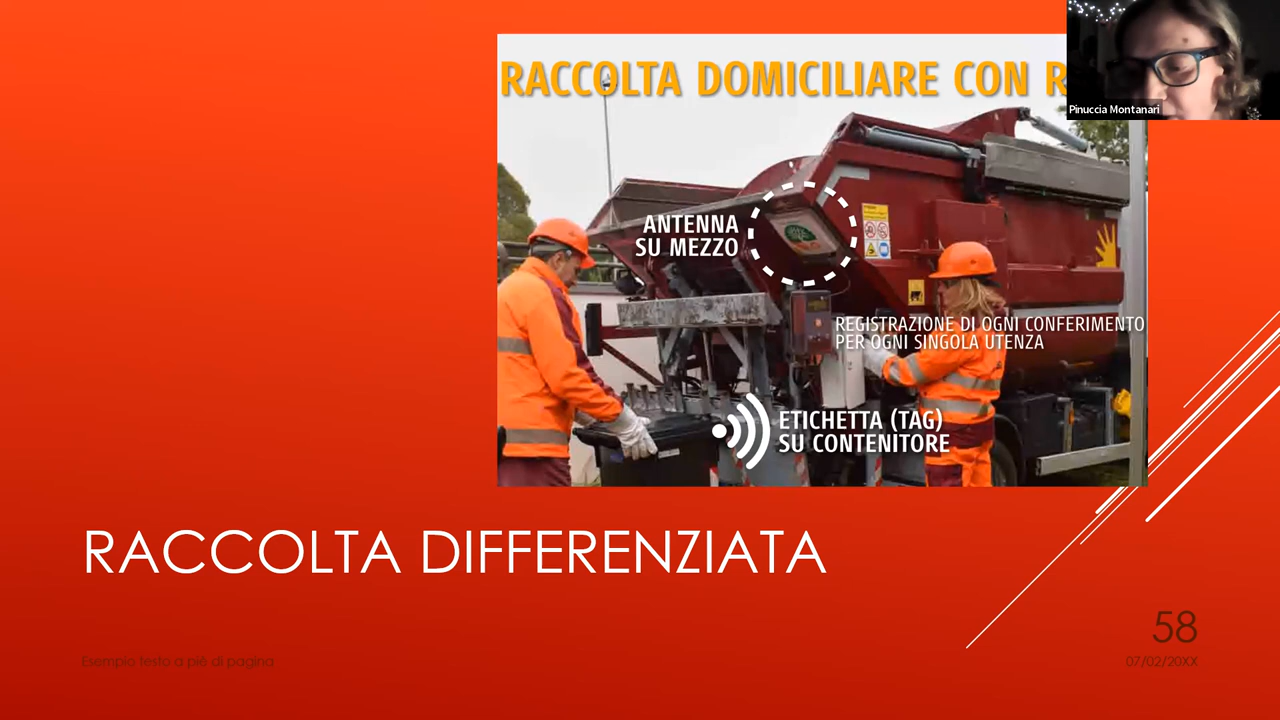 RACCOLTA DOMICILIARE CON R
Pinuccia Montanari
ANTENNA
SU MEZZO
REGISTRAZIONE DI OGNI CONFERIMENTO
PER OGNI SINGOLA UTENZA
ETICHETTA (TAG)
SU CONTENITORE
RACCOLTA DIFFERENZIATA
58
Esempio testo a piè di pagina
07/02/20XX